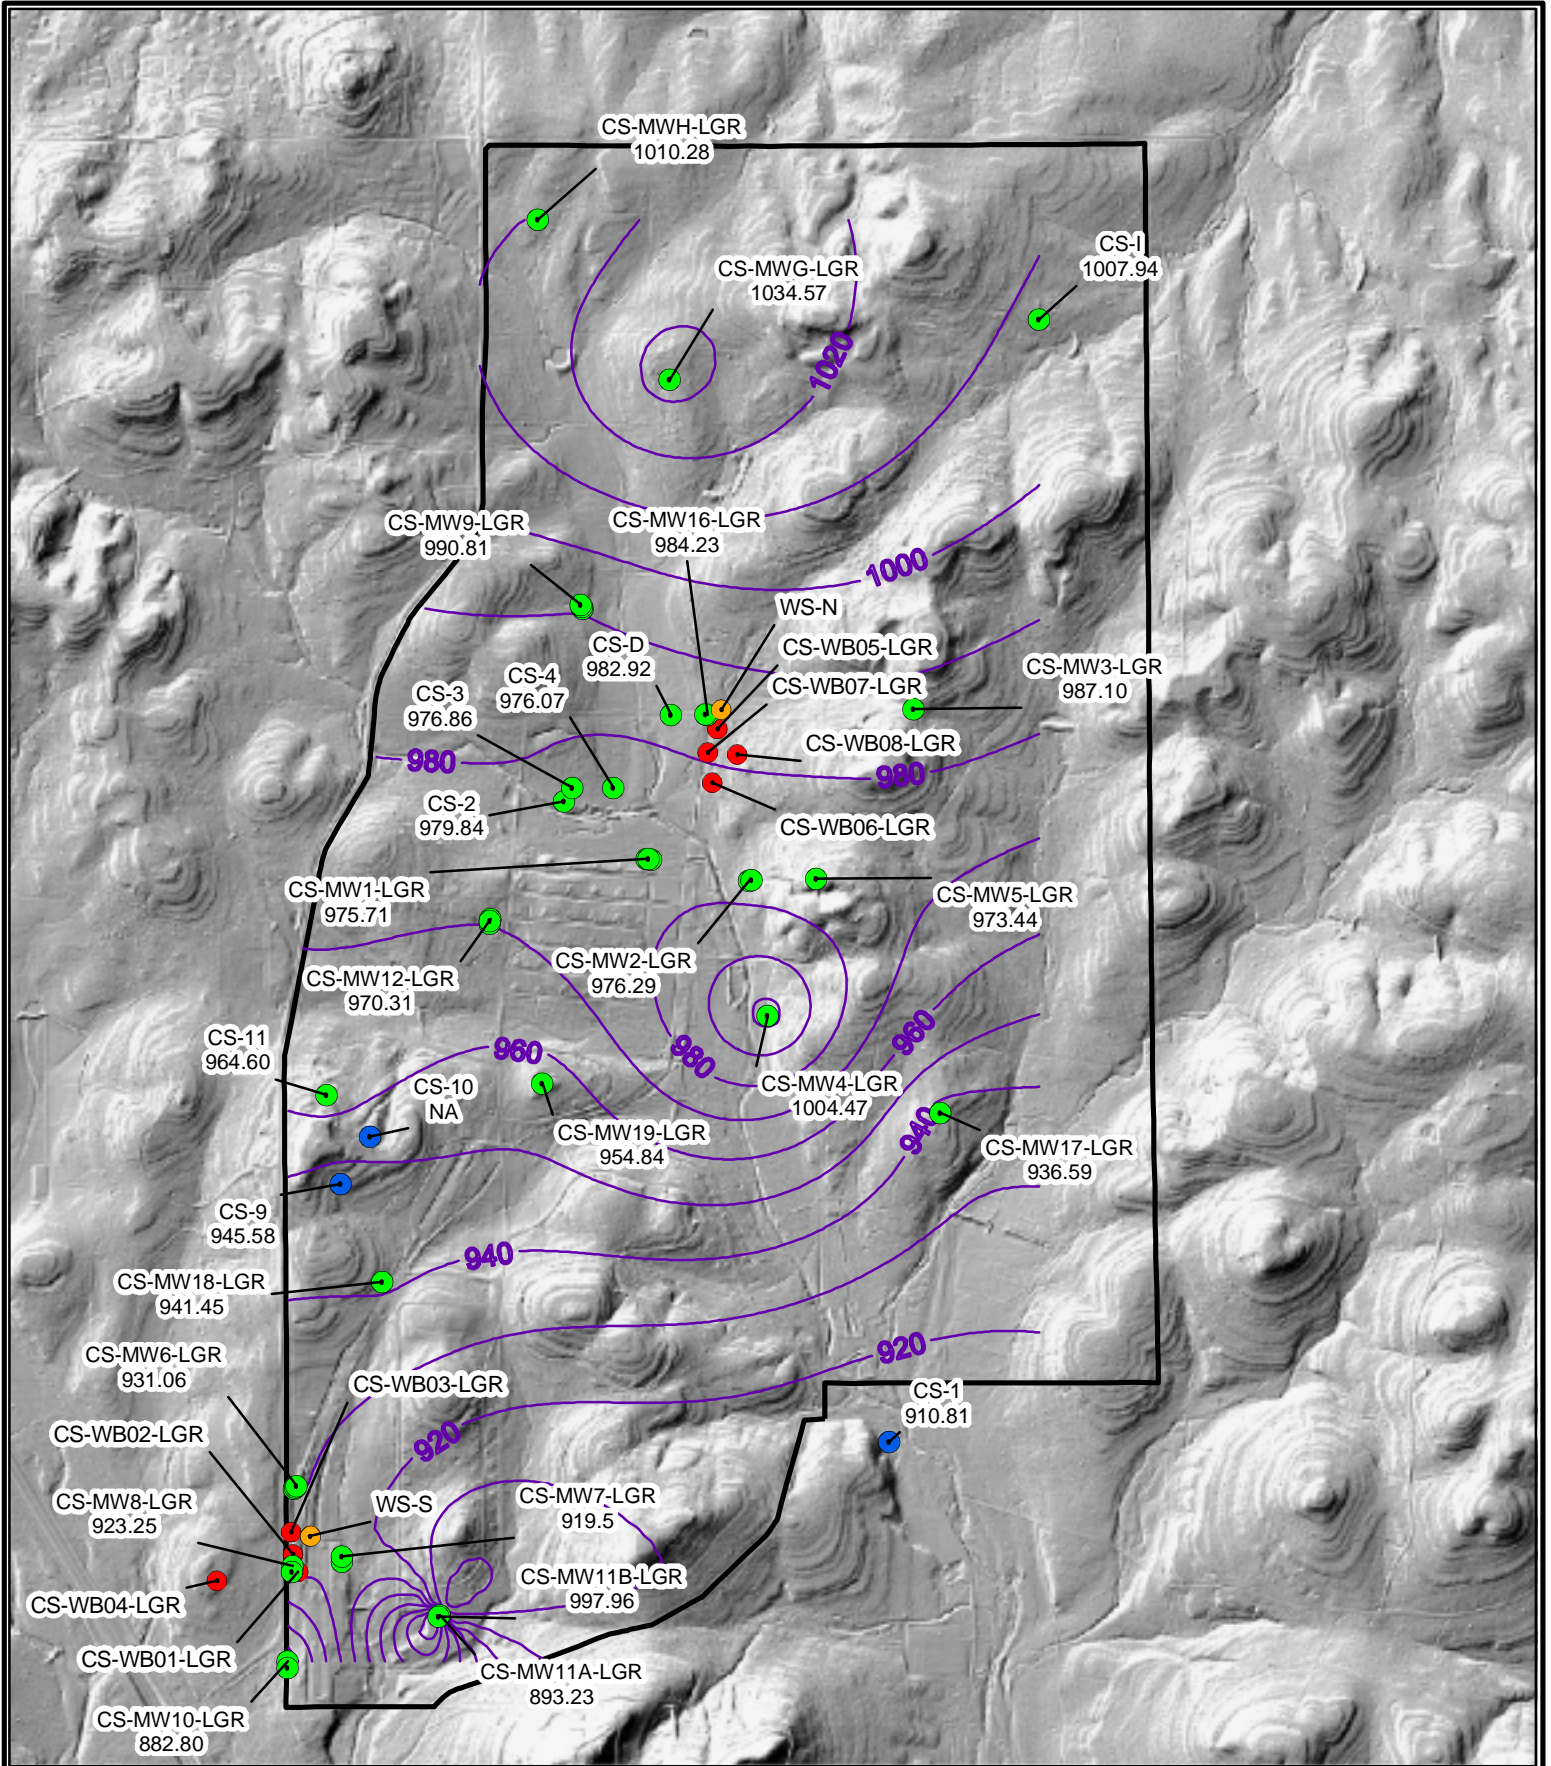 CS-MWH-LGR
1010.28
CS-I
1007.94
CS-MWG-LGR
1034.57
1020
CS-MW9-LGR
990.81
CS-MW16-LGR
984.23
1000
WS-N
CS-D
982.92
CS-WB05-LGR
CS-4
976.07
CS-MW3-LGR
987.10
CS-3
976.86
CS-WB07-LGR
CS-WB08-LGR
980
980
CS-2
979.84
CS-WB06-LGR
CS-MW1-LGR
975.71
CS-MW5-LGR
973.44
CS-MW2-LGR
976.29
CS-MW12-LGR
970.31
CS-11
964.60
960
980
960
CS-10
NA
CS-MW4-LGR
1004.47
CS-MW19-LGR
954.84
940
CS-MW17-LGR
936.59
CS-9
945.58
940
CS-MW18-LGR
941.45
CS-MW6-LGR
931.06
920
CS-WB03-LGR
CS-1
910.81
CS-WB02-LGR
920
CS-MW8-LGR
923.25
WS-S
CS-MW7-LGR
919.5
CS-MW11B-LGR
997.96
CS-WB04-LGR
CS-WB01-LGR
CS-MW11A-LGR
893.23
CS-MW10-LGR
882.80